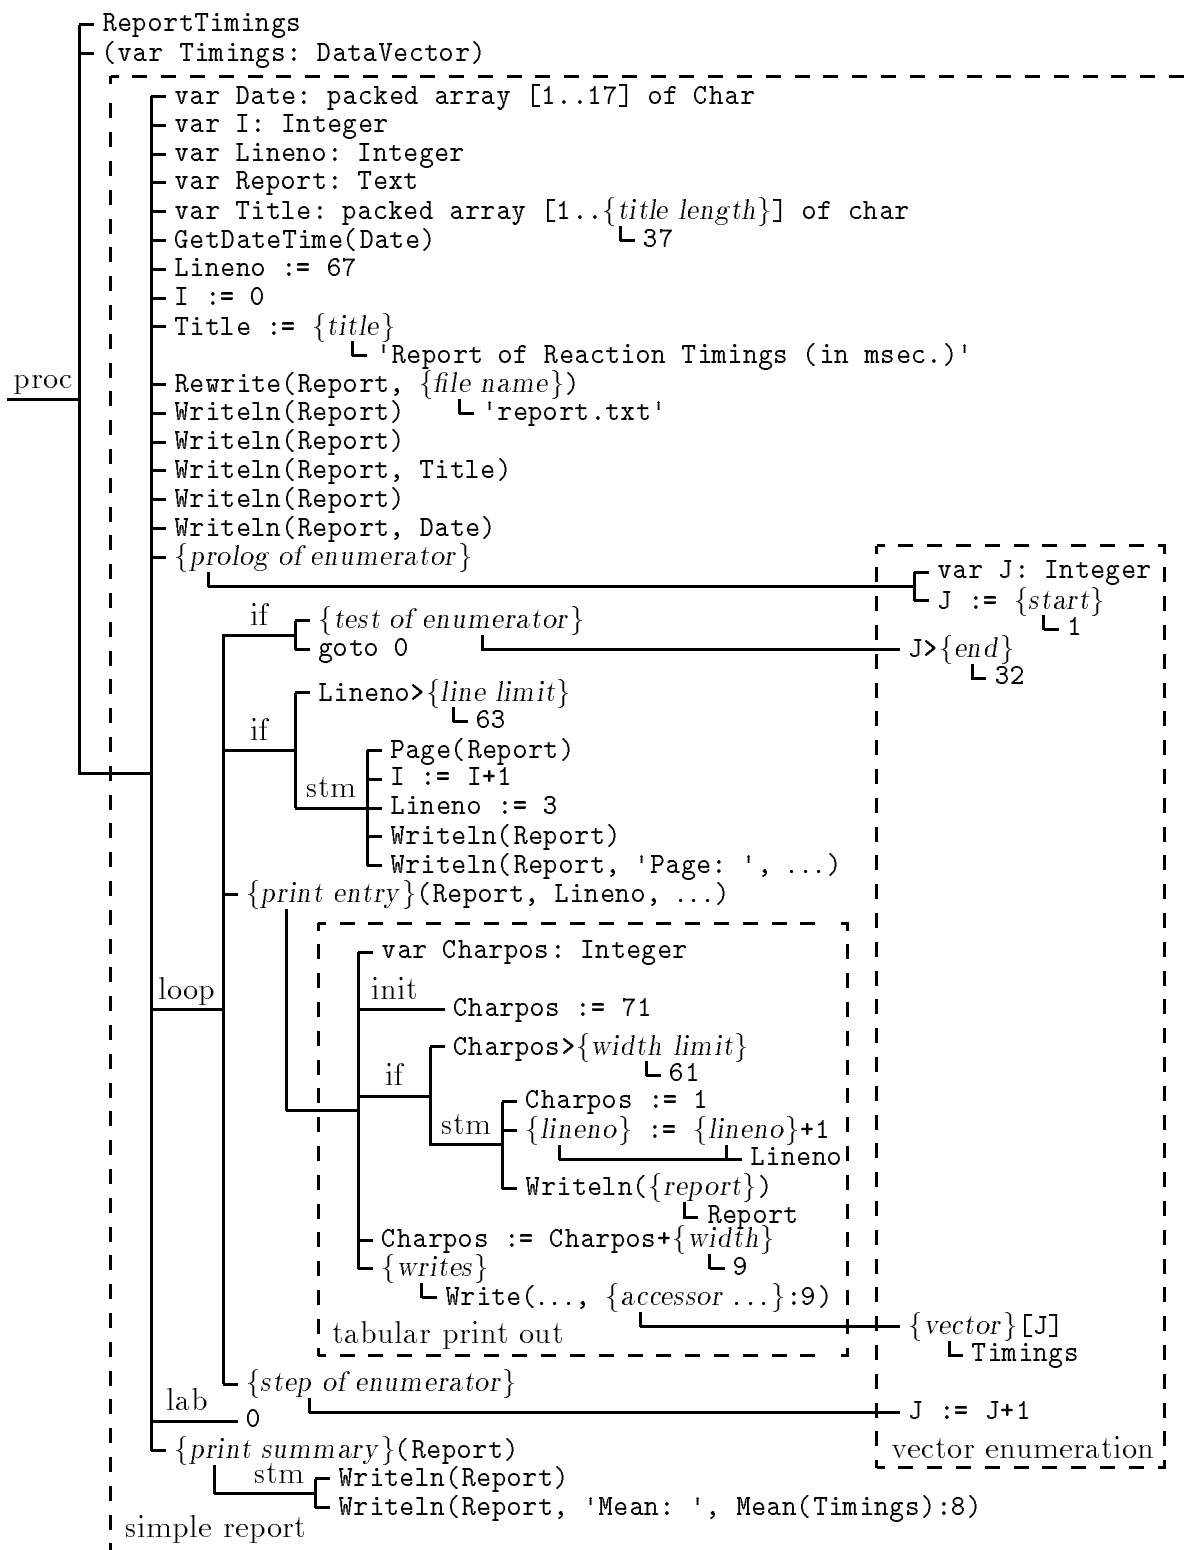 ReportTimings
(var Timings: DataVector)
var Date: packed array [1..17] of Char
var I: Integer
var Lineno: Integer
var Report: Text
var Title: packed array [1..{title length}] of char
GetDateTime(Date) 37
Lineno := 67
I := 0
Title := {title}
'Report of Reaction Timings (in msec.)'
proc
Rewrite(Report, {file name})
Writeln(Report) 'report.txt'
Writeln(Report)
Writeln(Report, Title)
Writeln(Report)
Writeln(Report, Date)
{prolog of enumerator}
var J: Integer
J := {start}
1
if
{test of enumerator}
goto 0
J>{end}
32
Lineno>{line limit}
63
if
Page(Report)
I := I+1
stm
Lineno := 3
Writeln(Report)
Writeln(Report, 'Page: ', ...)
{print entry}(Report, Lineno, ...)
var Charpos: Integer
loop
init
Charpos := 71
Charpos>{width limit}
61
if
Charpos := 1
stm
{lineno} := {lineno}+1
Lineno
Writeln({report})
Report
Charpos := Charpos+{width}
{writes} 9
Write(..., {accessor ...}:9)
tabular print out
{vector}[J]
Timings
{step of enumerator}
lab
0
J := J+1
{print summary}(Report)
vector enumeration
stm
Writeln(Report)
Writeln(Report, 'Mean: ', Mean(Timings):8)
simple report